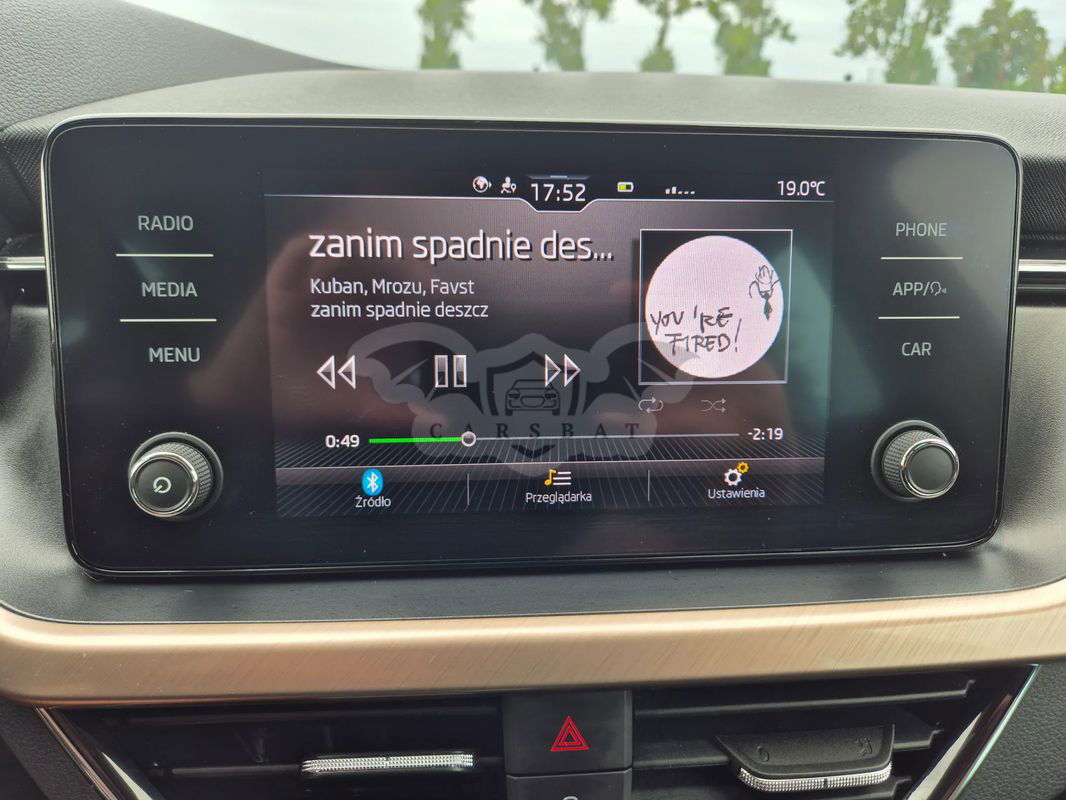 17:52
19.0°C
RADIO
MEDIA
MENU
zanim spadnie des...
Kuban, Mrozu, Favst
zanim spadnie deszcz
YOU'RE
FIRED!
CARSBAT
0:49
-2:19
Źródło
Przeglądarka
Ustawienia
PHONE
APP/
CAR